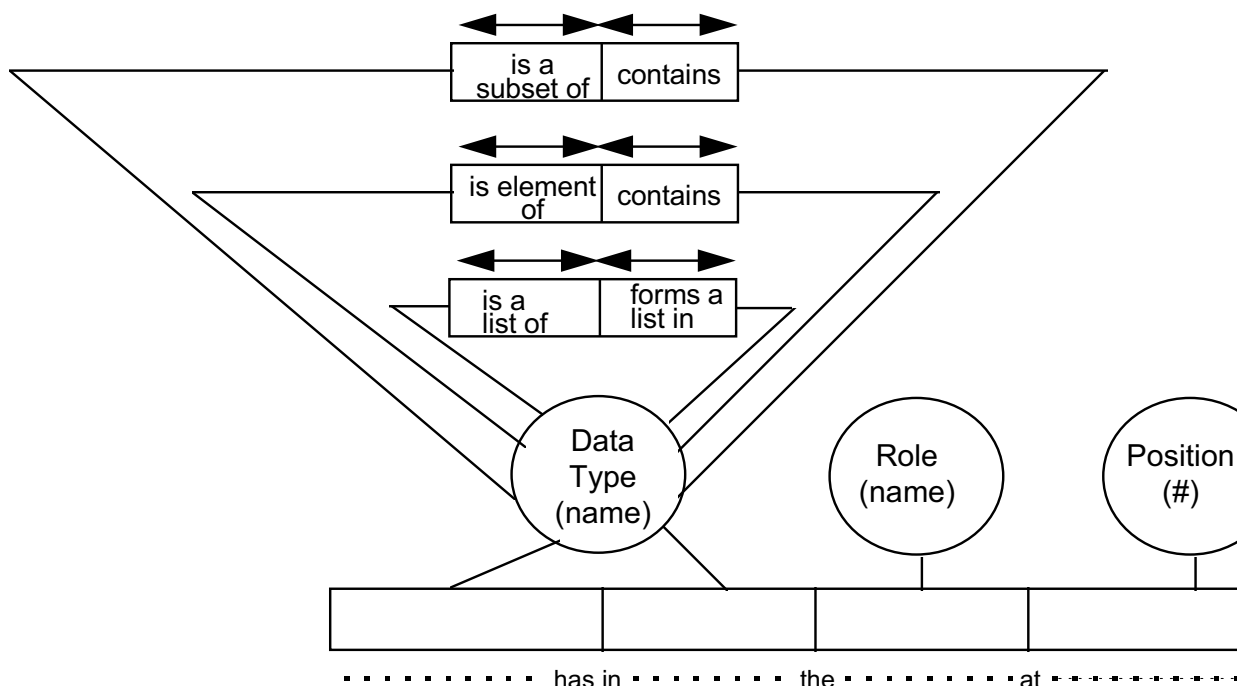 is a
subset of
contains
is element
of
contains
is a
list of
forms a
list in
Data
Type
(name)
Role
(name)
Position
(#)
has in
the
at